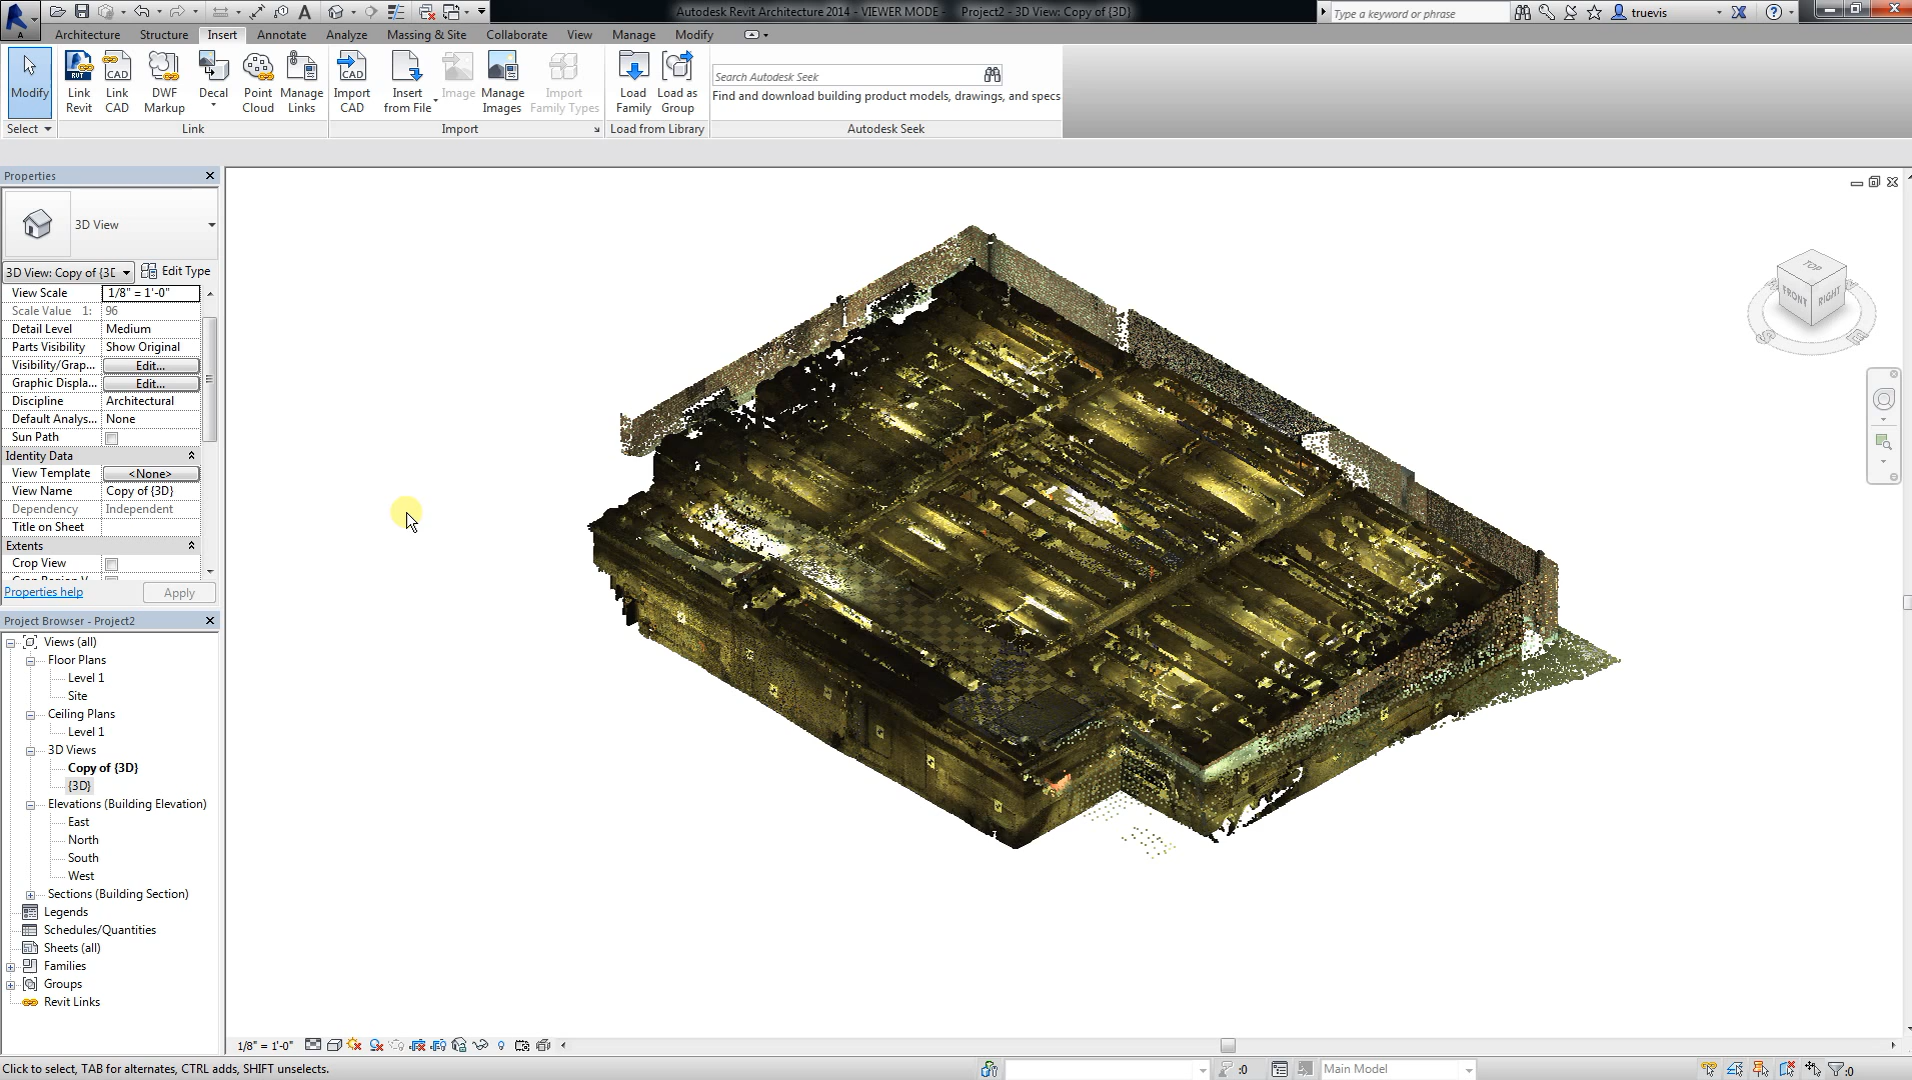 Autodesk Revit Architecture 2014 - VIEWER MODE - Project2 - 3D View: Copy of {3D}
Type a keyword or phrase
truevis
Architecture Structure Insert Annotate Analyze Massing & Site Collaborate View Manage Modify
Modify
Link Revit
Link CAD
DWF Markup
Decal
Point Cloud
Manage Links
Import CAD
Insert from File
Image
Manage Images
Import Family Types
Load Family
Load as Group
Search Autodesk Seek
Find and download building product models, drawings, and specs
Select Link Import Load from Library Autodesk Seek
Properties
3D View
3D View: Copy of {3D
Edit Type
View Scale 1/8" = 1'-0"
Scale Value 1: 96
Detail Level Medium
Parts Visibility Show Original
Visibility/Grap... Edit...
Graphic Displa... Edit...
Discipline Architectural
Default Analys... None
Sun Path
Identity Data
View Template <None>
View Name Copy of {3D}
Dependency Independent
Title on Sheet
Extents
Crop View
Properties help
Apply
Project Browser - Project2
Views (all)
Floor Plans
Level 1
Site
Ceiling Plans
Level 1
3D Views
Copy of {3D}
{3D}
Elevations (Building Elevation)
East
North
South
West
Sections (Building Section)
Legends
Schedules/Quantities
Sheets (all)
Families
Groups
Revit Links
TOP
FRONT
RIGHT
1/8" = 1'-0"
Click to select, TAB for alternates, CTRL adds, SHIFT unselects.
:0
Main Model
:0